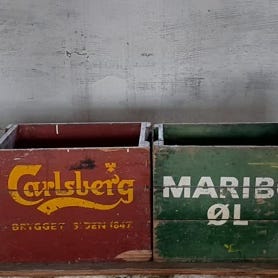 Carlsberg
BRYGGET SIDEN 1847
MARIB
ØL